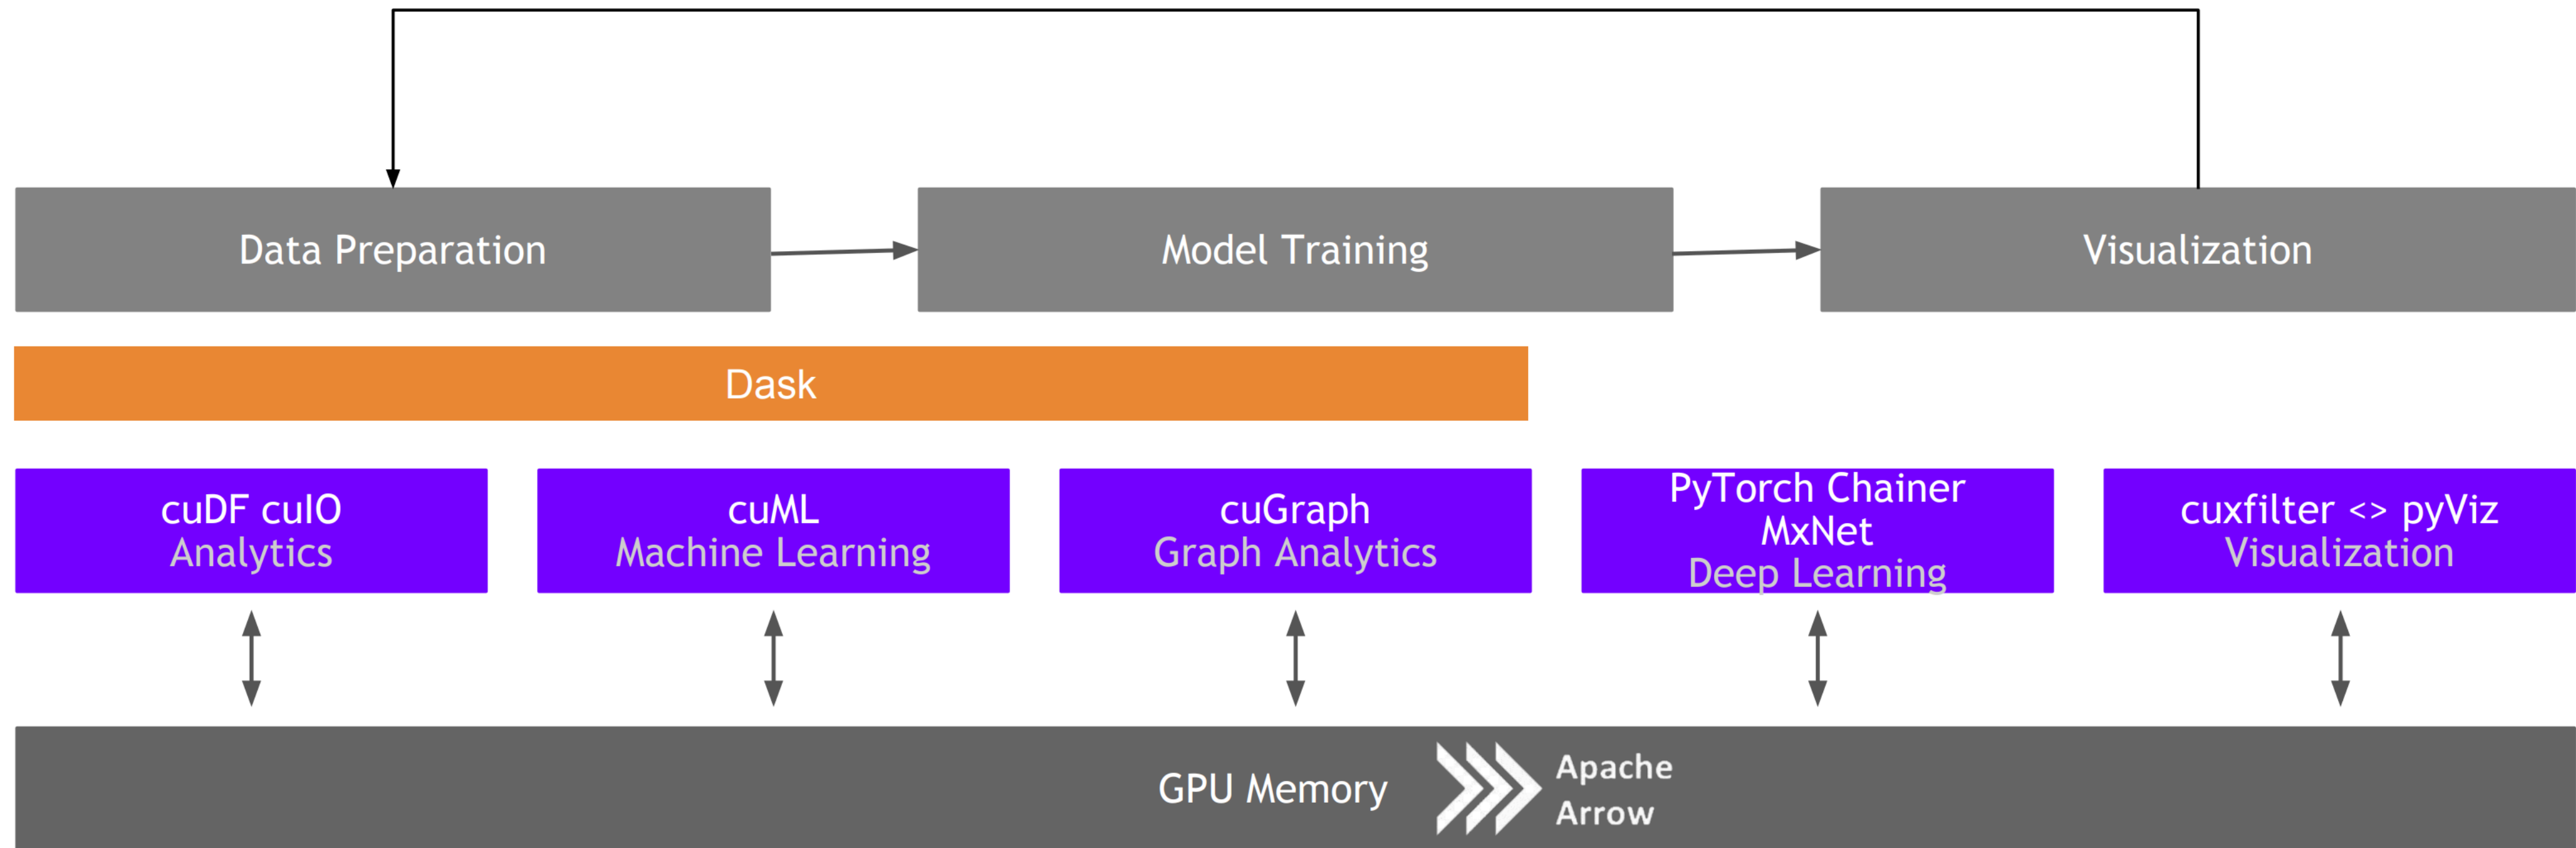 Data Preparation
Model Training
Visualization
Dask
cuDF cuIO
Analytics
cuML
Machine Learning
cuGraph
Graph Analytics
PyTorch Chainer
MxNet
Deep Learning
cuxfilter <> pyViz
Visualization
GPU Memory
Apache
Arrow